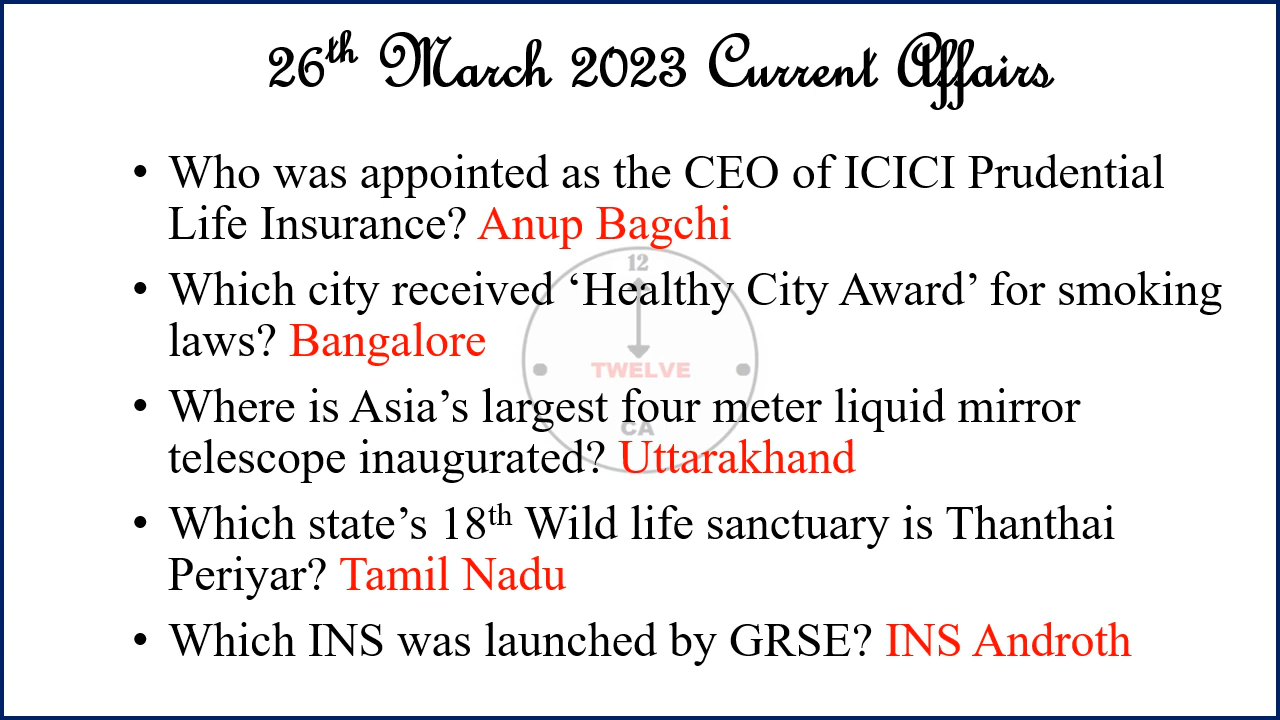 26th March 2023 Current Affairs
• Who was appointed as the CEO of ICICI Prudential
Life Insurance? Anup Bagchi
12
• Which city received ‘Healthy City Award’ for smoking
laws? Bangalore
TWELVE
• Where is Asia’s largest four meter liquid mirror
CA
telescope inaugurated? Uttarakhand
• Which state’s 18th Wild life sanctuary is Thanthai
Periyar? Tamil Nadu
• Which INS was launched by GRSE? INS Androth